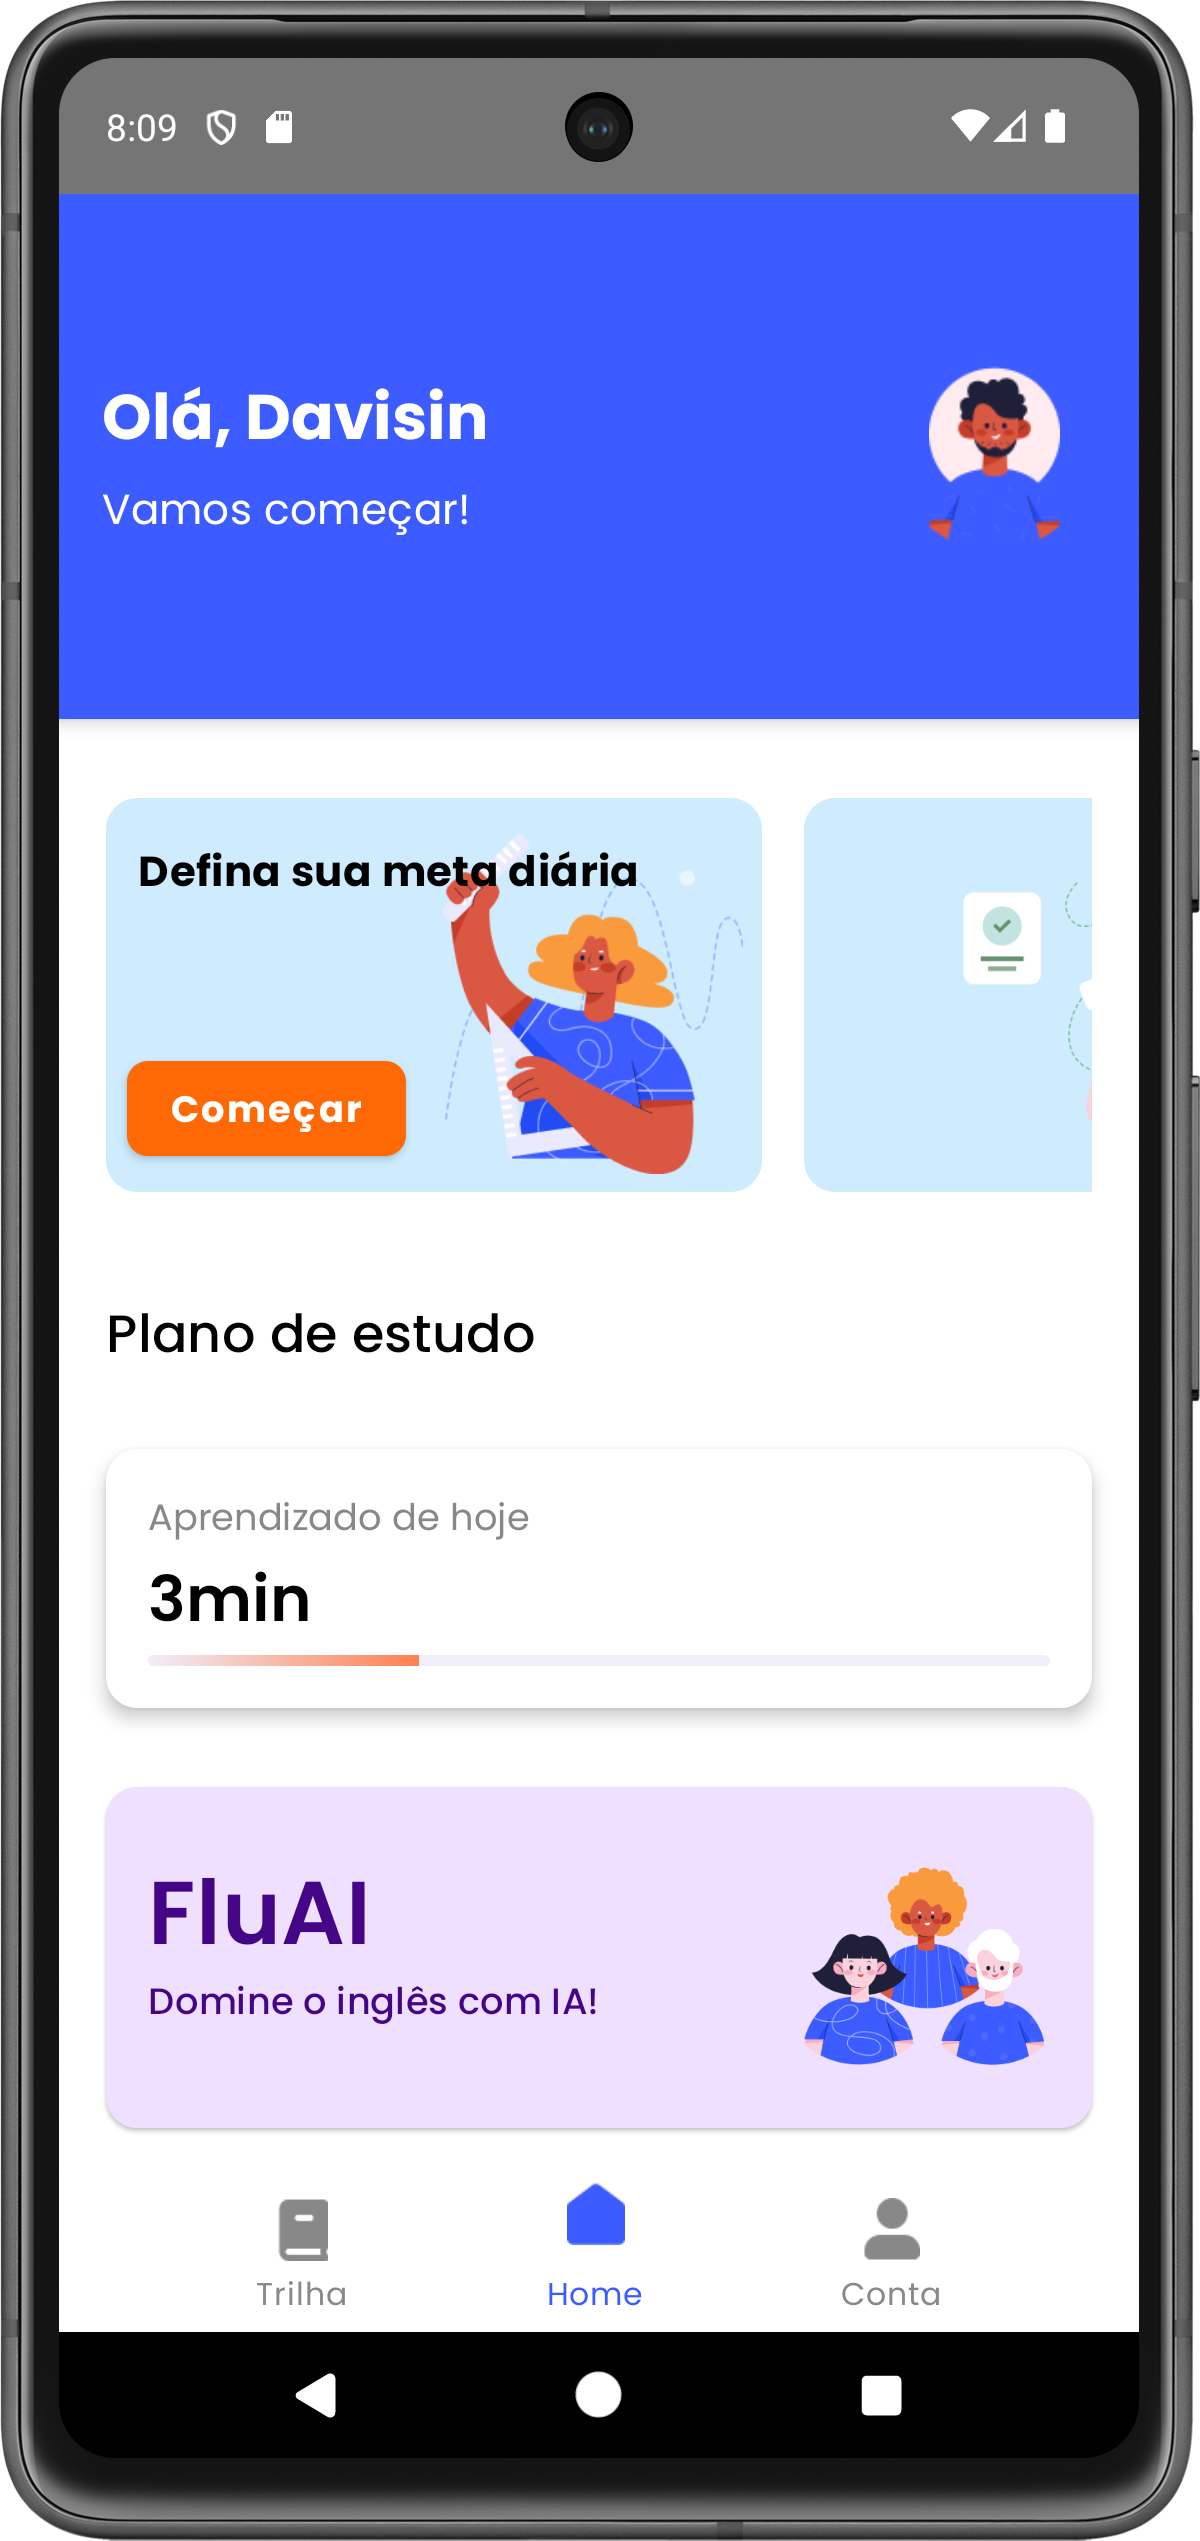 8:09
Olá, Davisin
Vamos começar!
Defina sua meta diária
Começar
Plano de estudo
Aprendizado de hoje
3min
FluAI
Domine o inglês com IA!
Trilha
Home
Conta